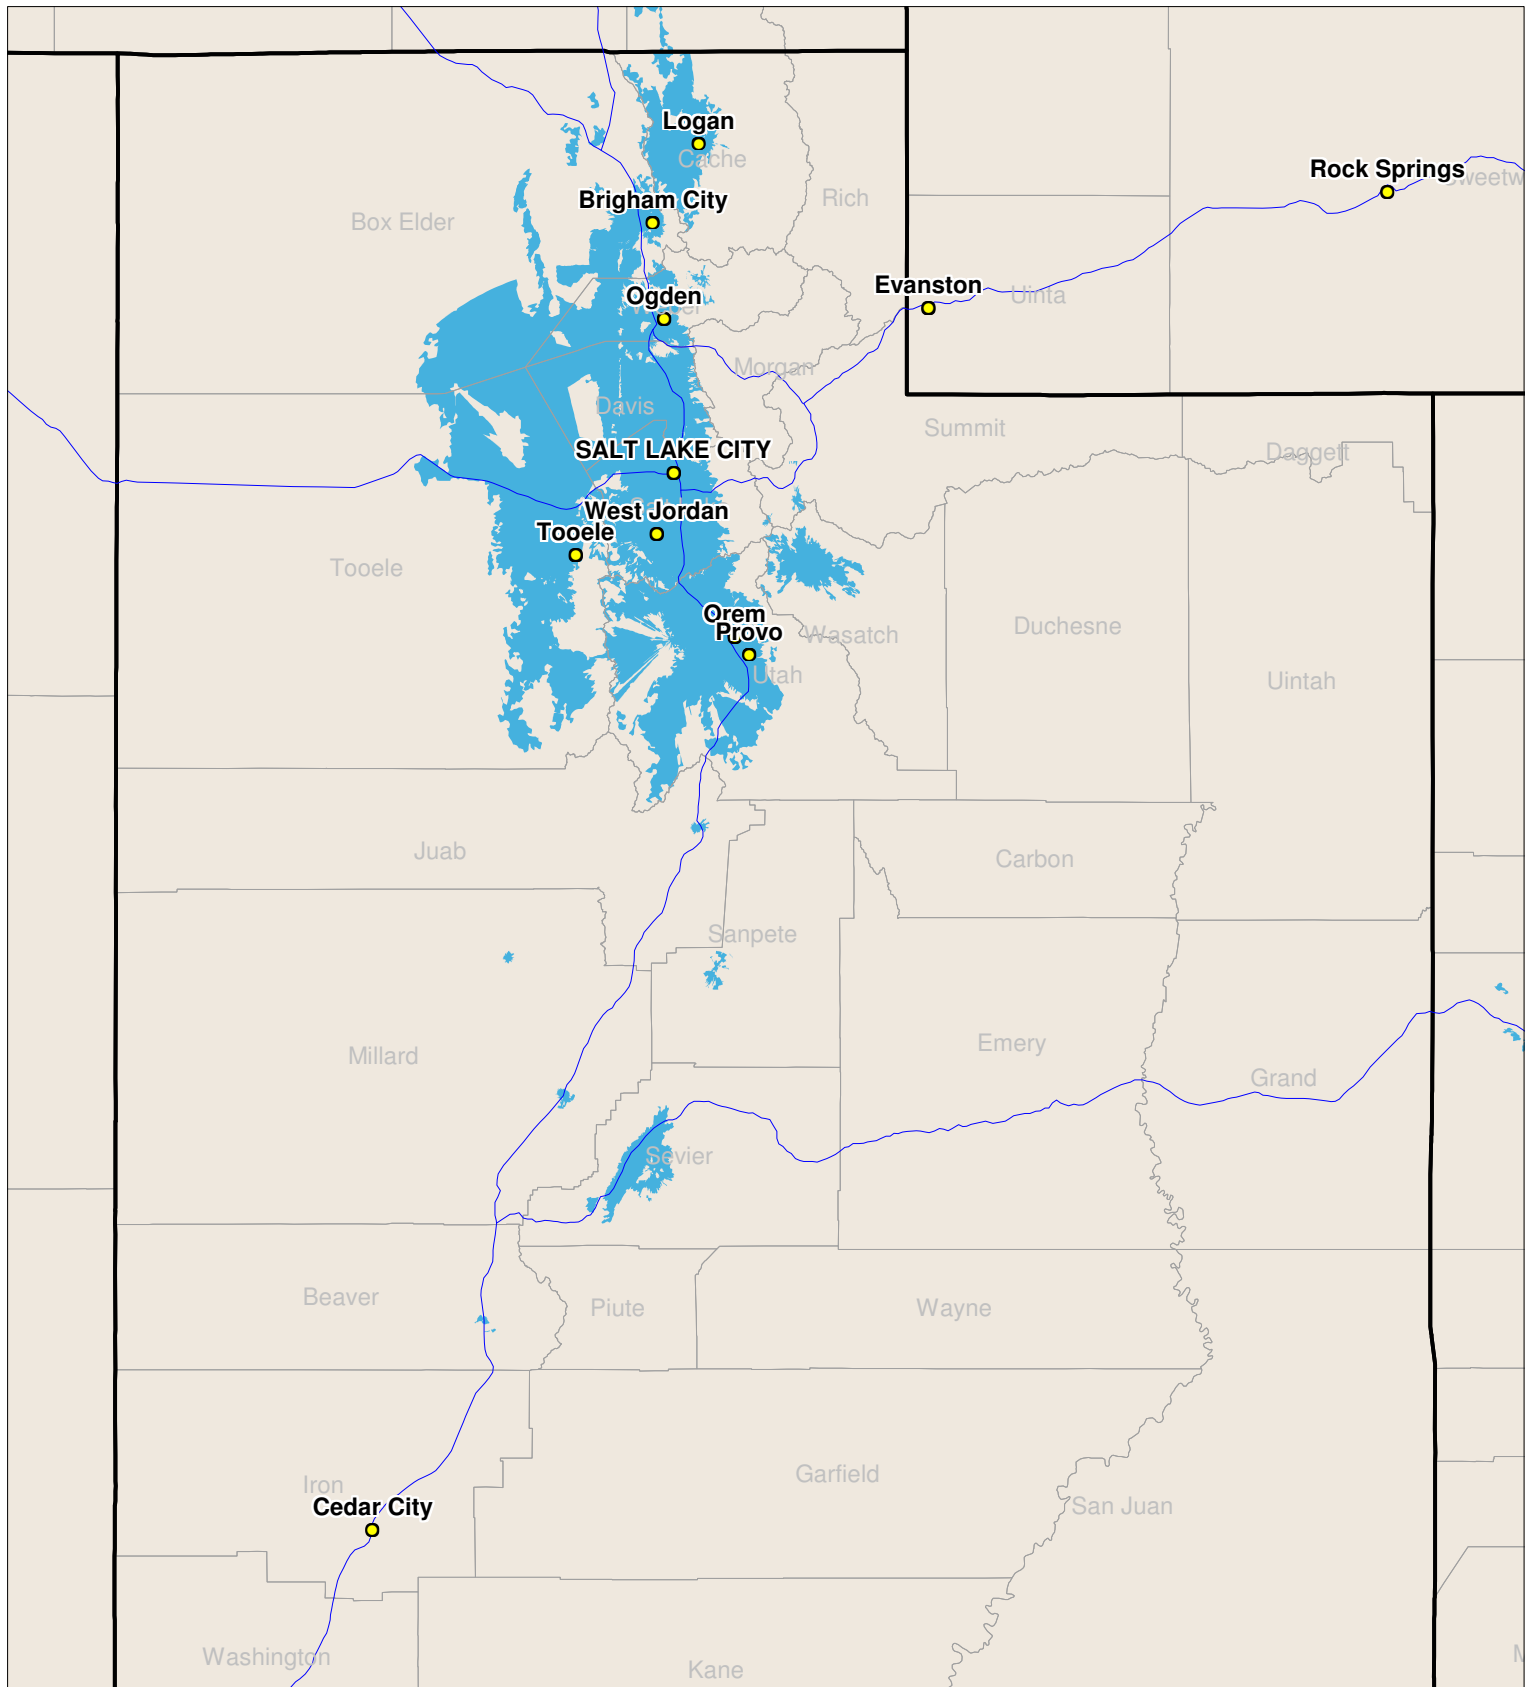 Logan
Cache
Rock Springs
Brigham City
Rich
Box Elder
Evanston
Uinta
Ogden
Morgan
Davis
Summit
SALT LAKE CITY
Daggett
West Jordan
Tooele
Tooele
Orem
Provo
Wasatch
Duchesne
Utah
Uintah
Juab
Carbon
Sanpete
Millard
Emery
Grand
Sevier
Beaver
Piute
Wayne
Iron
Garfield
Cedar City
San Juan
Washington
Kane